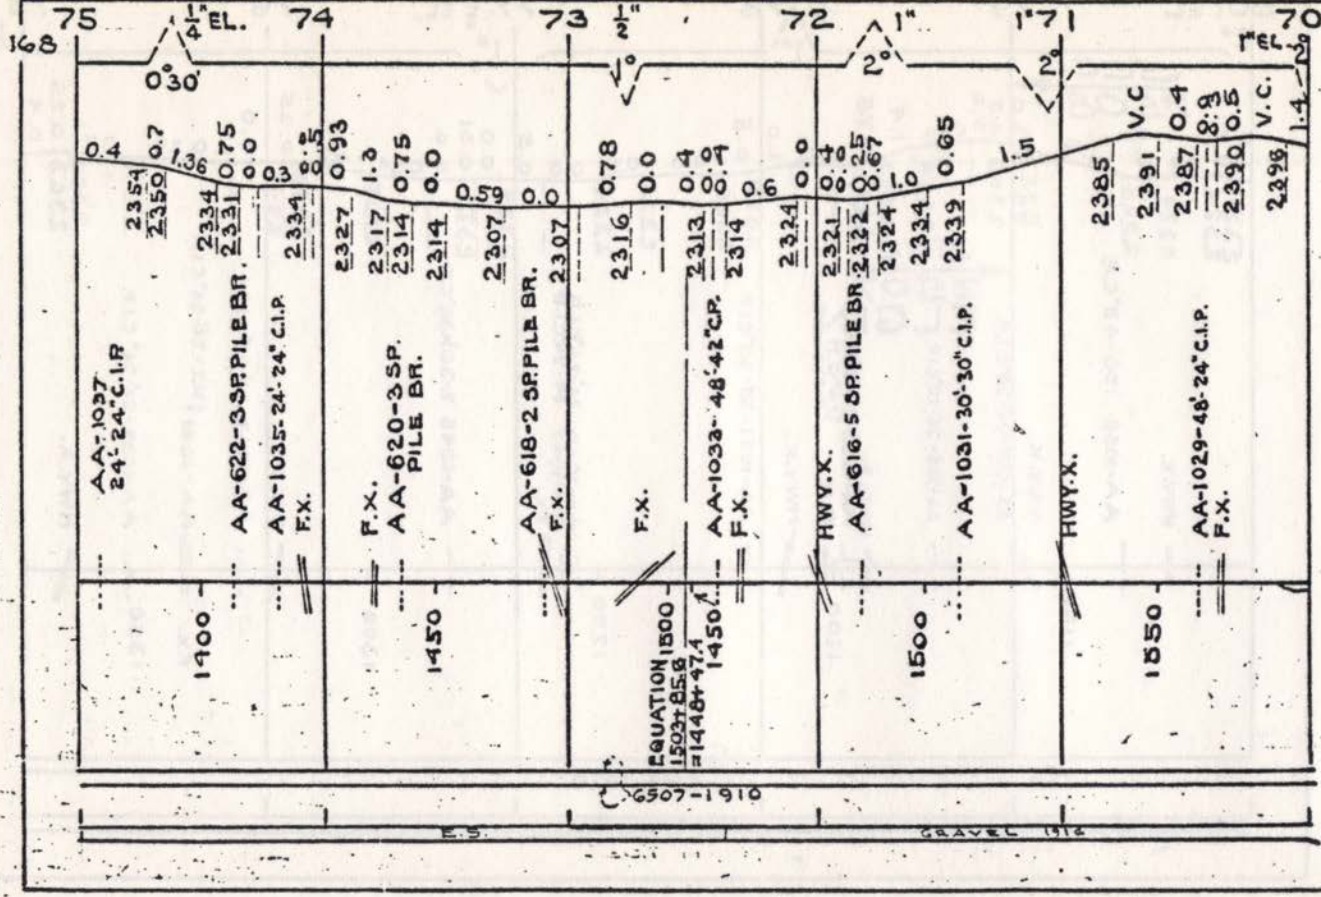 75 1/4" EL. 74 73 1/2" 72 1" 1" 71 70
168
1" EL.
0°30' 1° 2° 2°
0.4 0.7 1.36 0.75 0.0 0.3 0.93 1.3 0.75 0.0 0.59 0.0 0.78 0.0 0.4 0.0 0.4 0.6 0.0 0.25 0.67 1.0 0.65 1.5 V.C 0.4 0.5 V.C. 1.4
2354 2350 2334 2331 2334 2327 2317 2314 2314 2307 2307 2316 2313 2314 2324 2321 2322 2324 2334 2339 2385 2391 2387 2390 2396
AA-1037
24'-24" C.I.P.
AA-622-3 SP. PILE BR.
AA-1035-24'-24" C.I.P.
F.X.
F.X.
AA-620-3 SP.
PILE BR.
AA-618-2 SP. PILE BR.
F.X.
F.X.
AA-1033-48'-42" C.P.
F.X.
HWY. X.
AA-616-5 SP. PILE BR.
AA-1031-30'-30" C.I.P.
HWY. X.
AA-1029-48'-24" C.I.P.
F.X.
1400
1450
1500
EQUATION
1503+85.6
=1448+47.4
1450
1500
1550
6507-1910
E.S. GRAVEL 1916